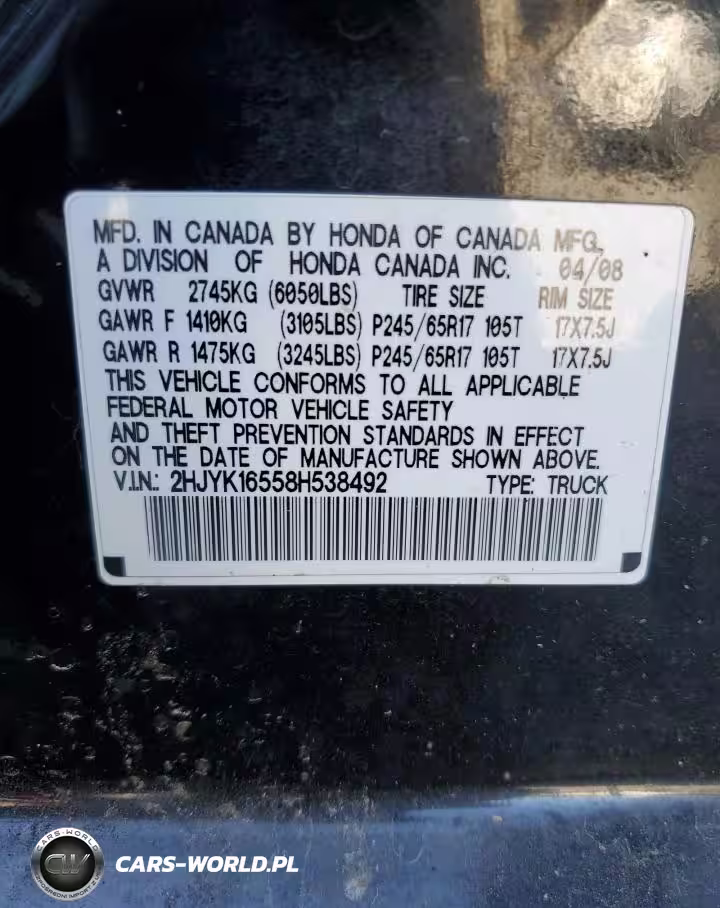 MFD. IN CANADA BY HONDA OF CANADA MFG.,
A DIVISION OF HONDA CANADA INC. 04/08
GVWR 2745KG (6050LBS) TIRE SIZE RIM SIZE
GAWR F 1410KG (3105LBS) P245/65R17 105T 17X7.5J
GAWR R 1475KG (3245LBS) P245/65R17 105T 17X7.5J
THIS VEHICLE CONFORMS TO ALL APPLICABLE
FEDERAL MOTOR VEHICLE SAFETY
AND THEFT PREVENTION STANDARDS IN EFFECT
ON THE DATE OF MANUFACTURE SHOWN ABOVE.
V.I.N.: 2HJYK16558H538492 TYPE: TRUCK
CARS-WORLD
CW
CARS-WORLD.PL